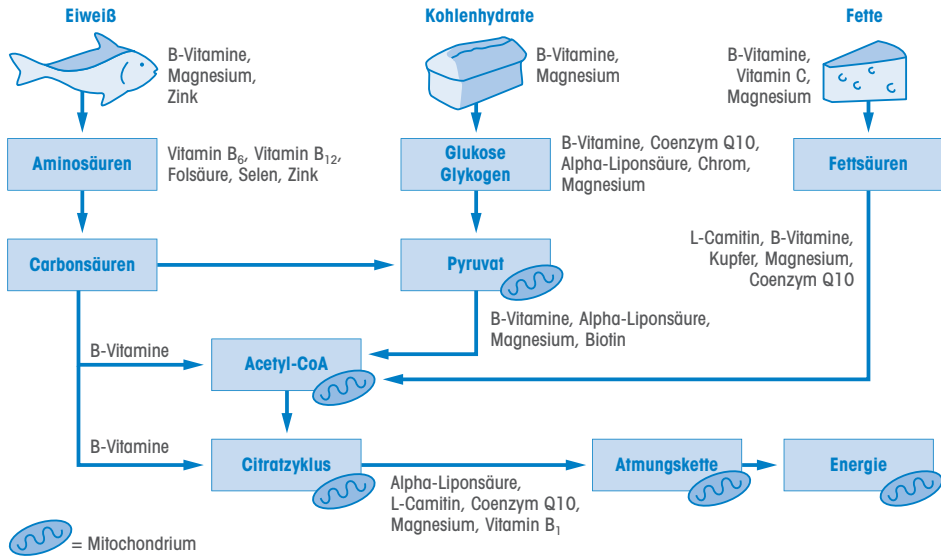 Eiweiß
Kohlenhydrate
Fette
B-Vitamine,
Magnesium,
Zink
B-Vitamine,
Magnesium
B-Vitamine,
Vitamin C,
Magnesium
Aminosäuren
Vitamin B6, Vitamin B12,
Folsäure, Selen, Zink
Glukose
Glykogen
B-Vitamine, Coenzym Q10,
Alpha-Liponsäure, Chrom,
Magnesium
Fettsäuren
Carbonsäuren
Pyruvat
L-Camitin, B-Vitamine,
Kupfer, Magnesium,
Coenzym Q10
B-Vitamine, Alpha-Liponsäure,
Magnesium, Biotin
B-Vitamine
Acetyl-CoA
B-Vitamine
Citratzyklus
Atmungskette
Energie
Alpha-Liponsäure,
L-Camitin, Coenzym Q10,
Magnesium, Vitamin B1
= Mitochondrium